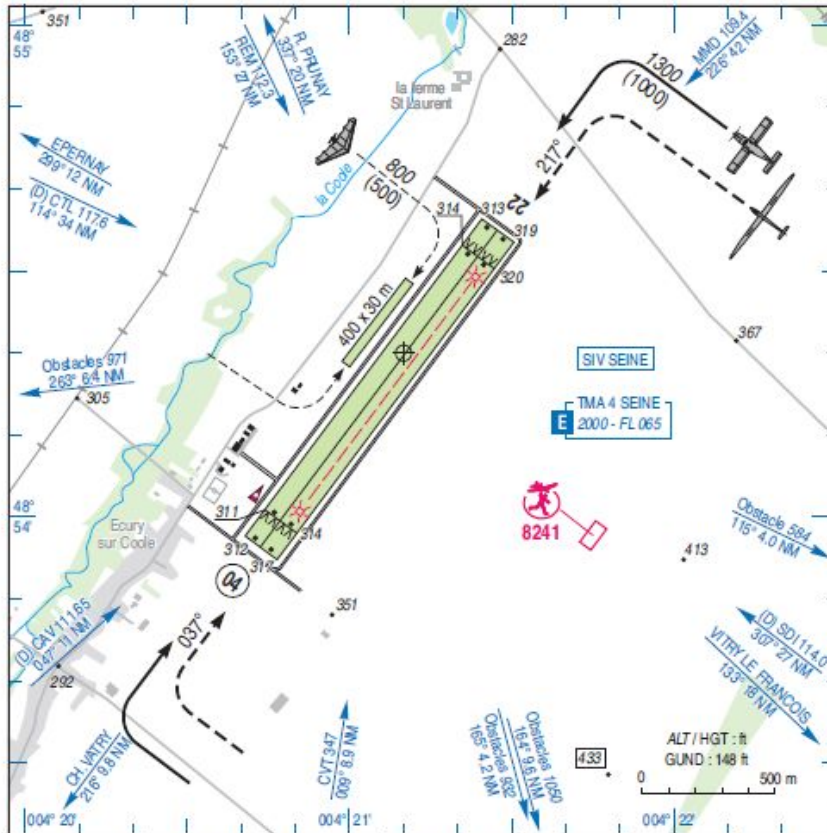 351
48°
55'
R. PRUNAY
337° 20 NM
REM 112.3
153° 27 NM
282
MMD 109.4
226° 42 NM
1300
(1000)
la ferme
St Laurent
EPERNAY
299° 12 NM
(D) CTL 117.6
114° 34 NM
la Coole
800
(500)
217°
22
314
313
319
320
400 x 30 m
367
Obstacles 971
263° 6.4 NM
305
SIV SEINE
TMA 4 SEINE
E
2000 - FL 065
48°
54'
Ecury
sur Coole
311
314
312
317
8241
Obstacle 584
115° 4.0 NM
413
04
037°
351
(D) CAV 111.65
047° 11 NM
292
(D) SDI 114.0
307° 27 NM
VITRY LE FRANCOIS
133° 18 NM
CH. VATRY
216° 9.8 NM
CVT 347
009° 8.9 NM
Obstacles 1050
164° 9.6 NM
Obstacles 932
165° 4.2 NM
433
ALT / HGT : ft
GUND : 148 ft
0
500 m
004° 20'
004° 21'
004° 22